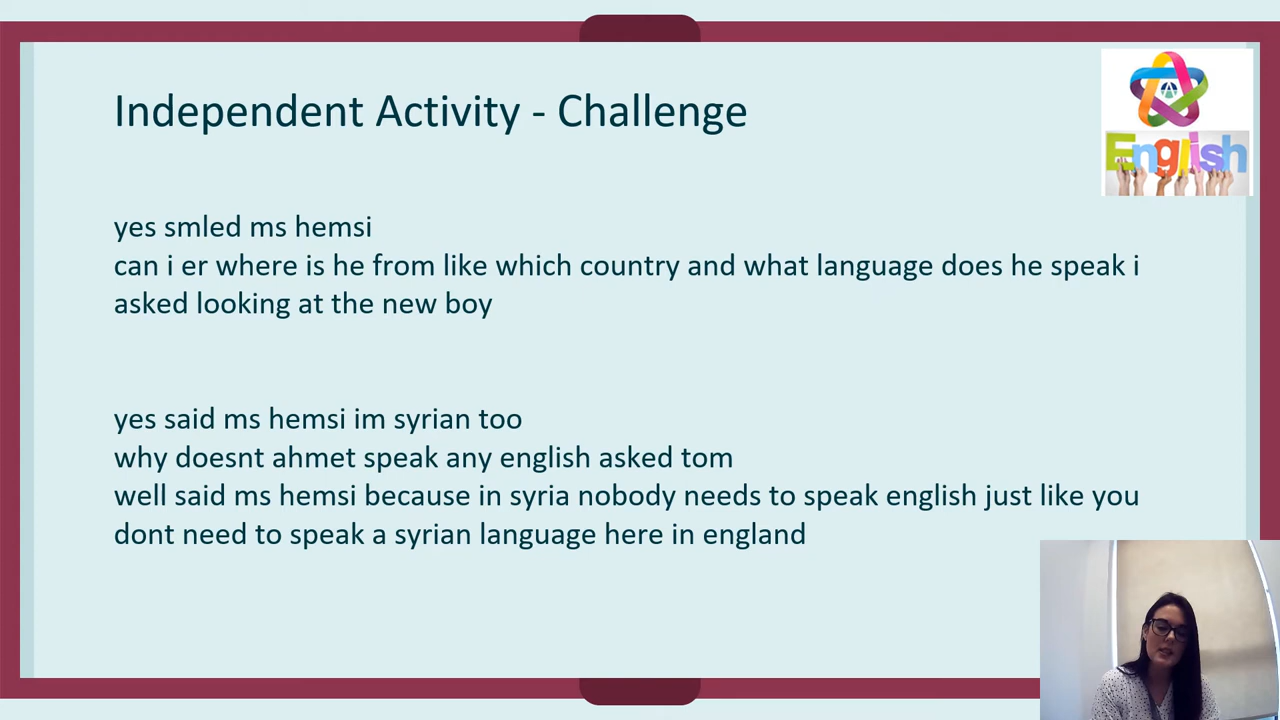 Independent Activity - Challenge
English
yes smled ms hemsi
can i er where is he from like which country and what language does he speak i
asked looking at the new boy
yes said ms hemsi im syrian too
why doesnt ahmet speak any english asked tom
well said ms hemsi because in syria nobody needs to speak english just like you
dont need to speak a syrian language here in england